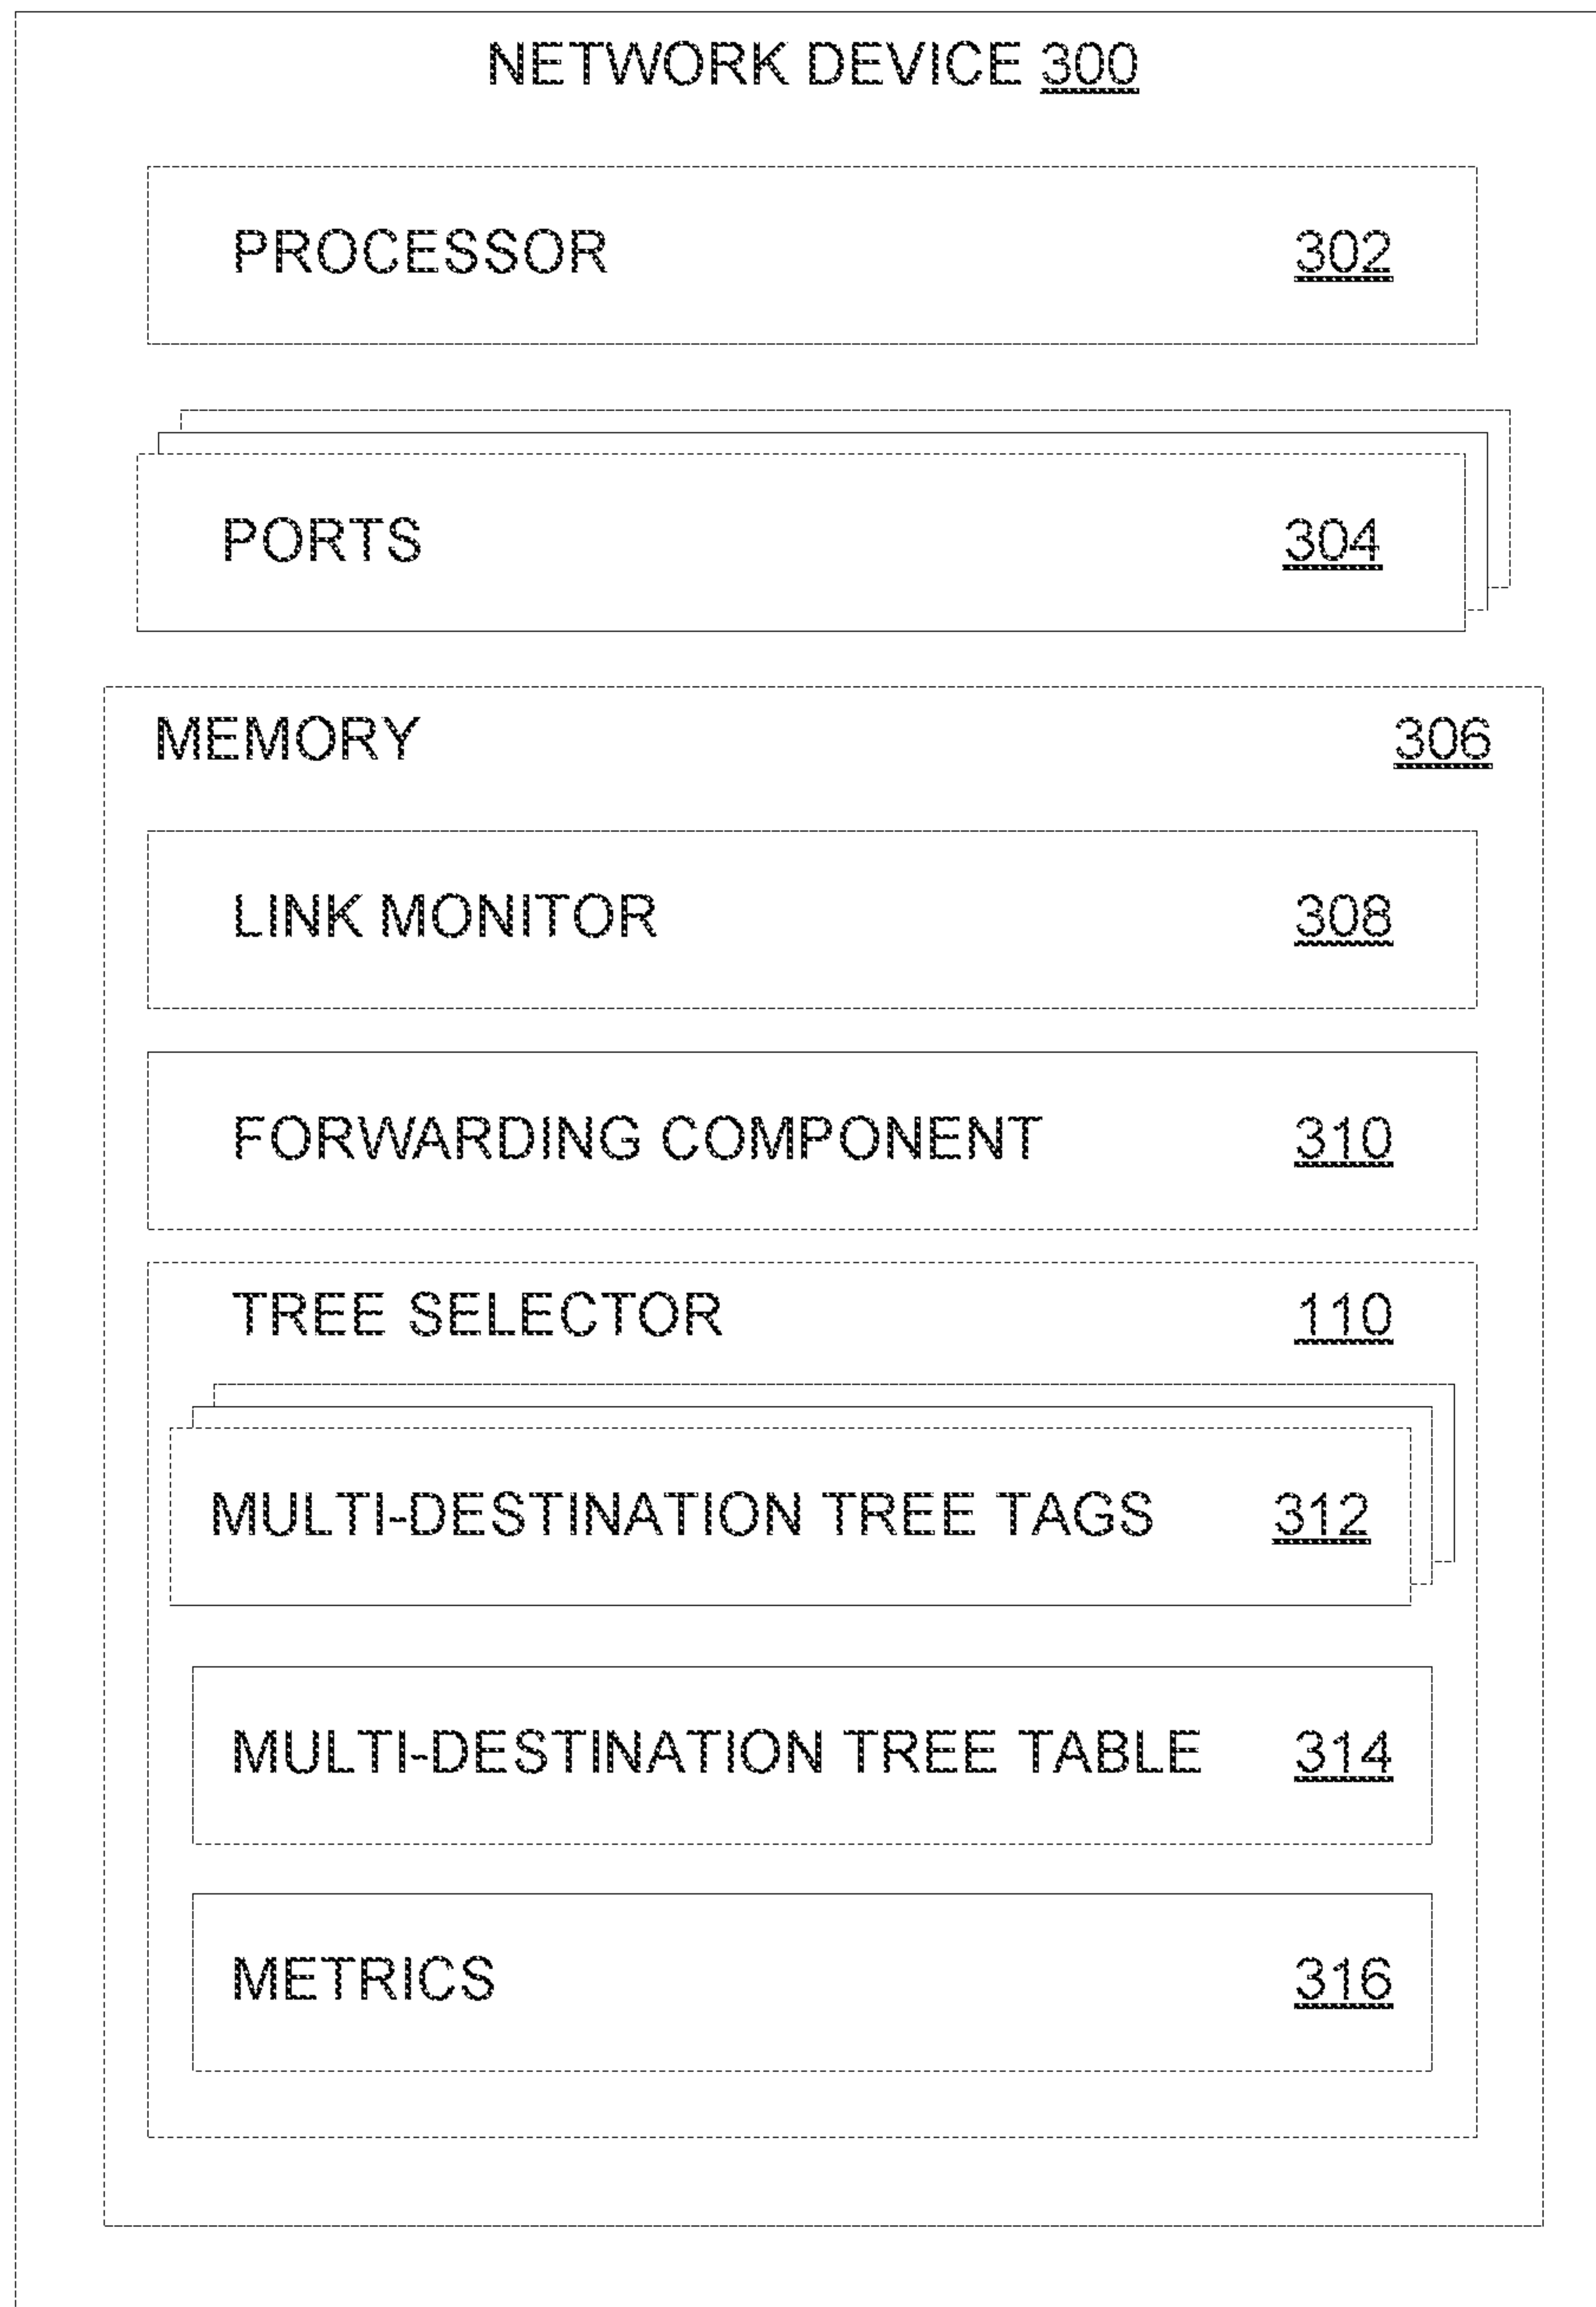 NETWORK DEVICE 300
PROCESSOR 302
PORTS 304
MEMORY 306
LINK MONITOR 308
FORWARDING COMPONENT 310
TREE SELECTOR 110
MULTI-DESTINATION TREE TAGS 312
MULTI-DESTINATION TREE TABLE 314
METRICS 316